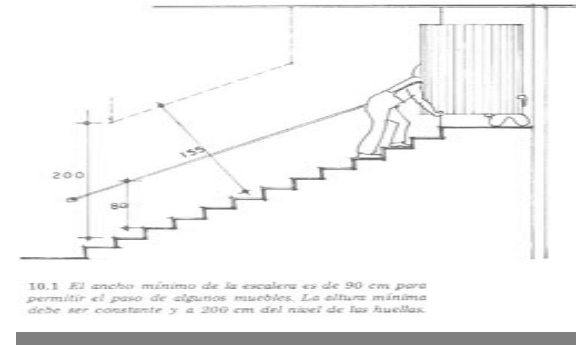 200
155
80
10.1 El ancho mínimo de la escalera es de 90 cm para
permitir el paso de algunos muebles. La altura mínima
debe ser constante y a 200 cm del nivel de las huellas.